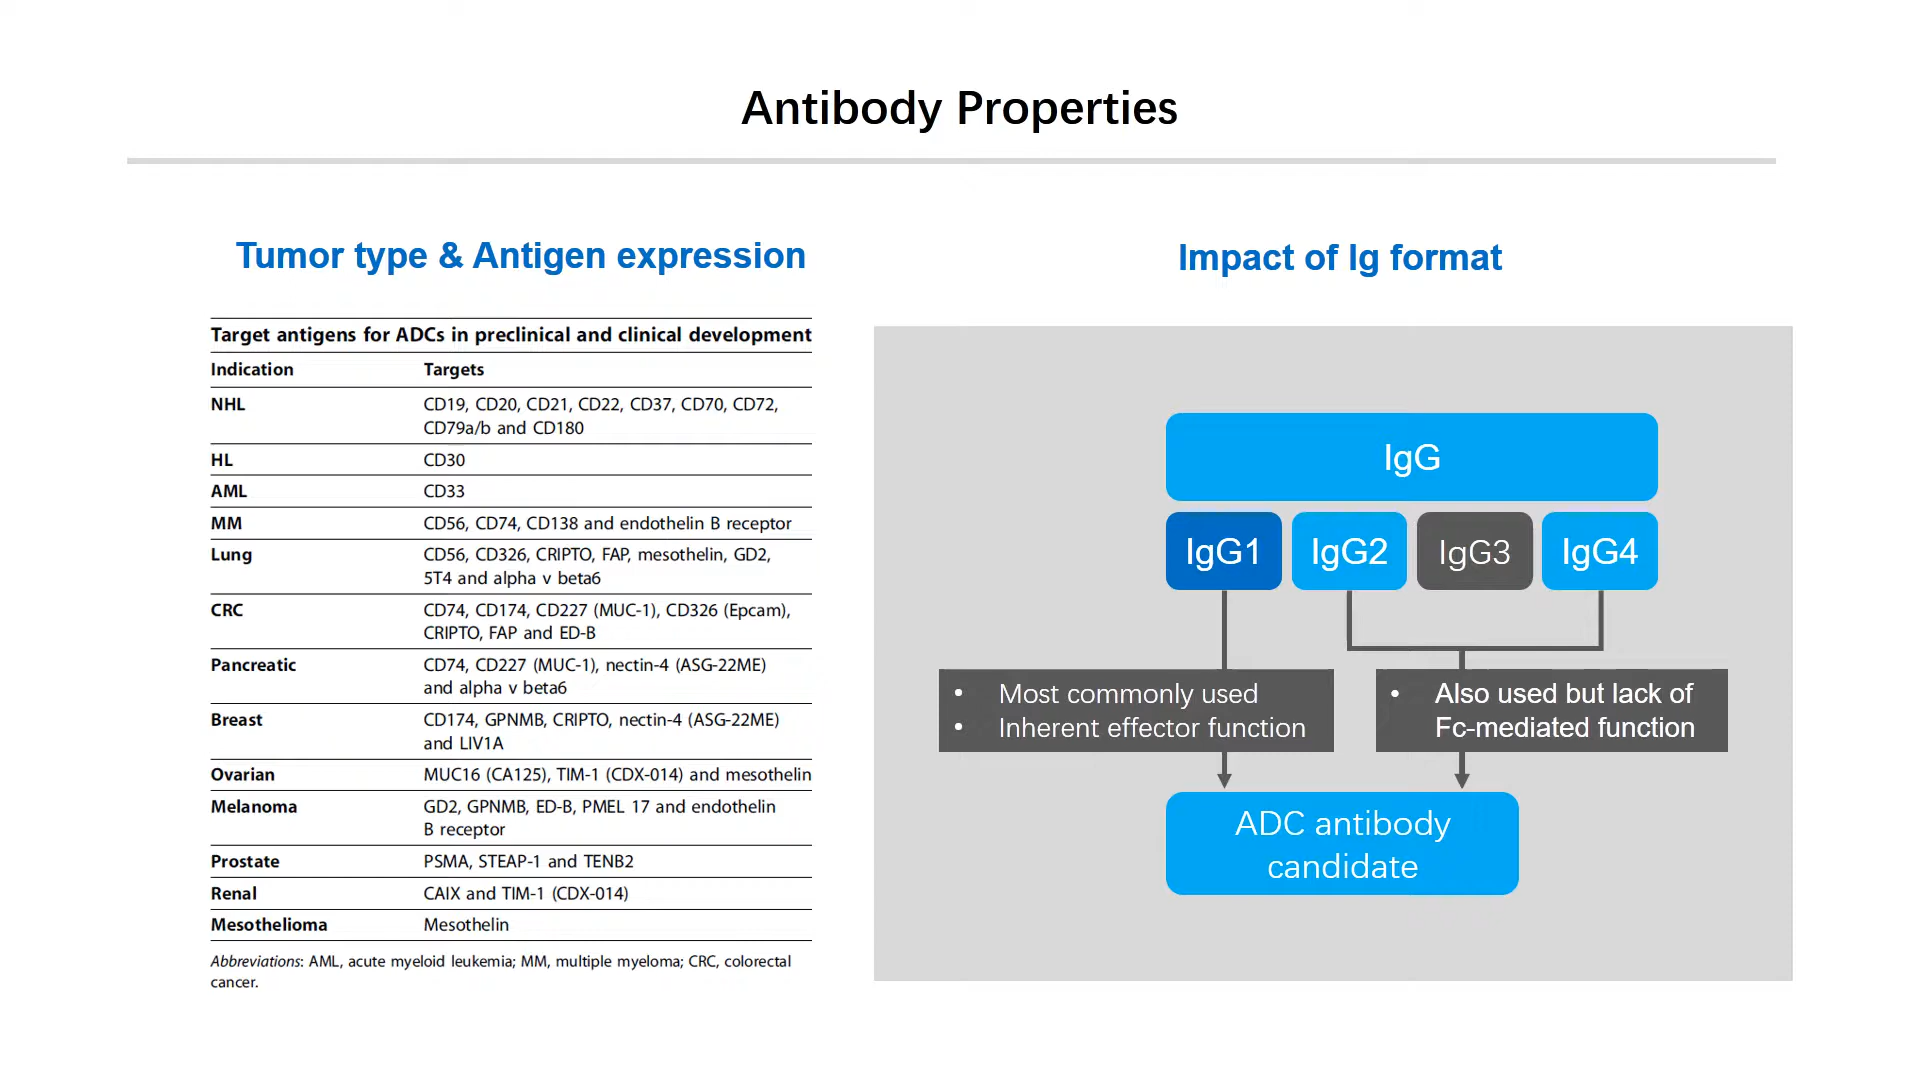 Antibody Properties
Tumor type & Antigen expression
Target antigens for ADCs in preclinical and clinical development
Indication Targets
NHL CD19, CD20, CD21, CD22, CD37, CD70, CD72,
CD79a/b and CD180
HL CD30
AML CD33
MM CD56, CD74, CD138 and endothelin B receptor
Lung CD56, CD326, CRIPTO, FAP, mesothelin, GD2,
5T4 and alpha v beta6
CRC CD74, CD174, CD227 (MUC-1), CD326 (Epcam),
CRIPTO, FAP and ED-B
Pancreatic CD74, CD227 (MUC-1), nectin-4 (ASG-22ME)
and alpha v beta6
Breast CD174, GPNMB, CRIPTO, nectin-4 (ASG-22ME)
and LIV1A
Ovarian MUC16 (CA125), TIM-1 (CDX-014) and mesothelin
Melanoma GD2, GPNMB, ED-B, PMEL 17 and endothelin
B receptor
Prostate PSMA, STEAP-1 and TENB2
Renal CAIX and TIM-1 (CDX-014)
Mesothelioma Mesothelin
Abbreviations: AML, acute myeloid leukemia; MM, multiple myeloma; CRC, colorectal
cancer.
Impact of Ig format
IgG
IgG1 IgG2 IgG3 IgG4
• Most commonly used
• Inherent effector function
• Also used but lack of
Fc-mediated function
ADC antibody
candidate